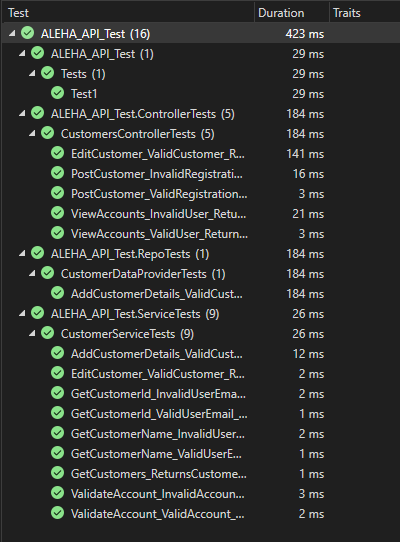 Test Duration Traits
ALEHA_API_Test (16) 423 ms
ALEHA_API_Test (1) 29 ms
Tests (1) 29 ms
Test1 29 ms
ALEHA_API_Test.ControllerTests (5) 184 ms
CustomersControllerTests (5) 184 ms
EditCustomer_ValidCustomer_R... 141 ms
PostCustomer_InvalidRegistrati... 16 ms
PostCustomer_ValidRegistration... 3 ms
ViewAccounts_InvalidUser_Retu... 21 ms
ViewAccounts_ValidUser_Return... 3 ms
ALEHA_API_Test.RepoTests (1) 184 ms
CustomerDataProviderTests (1) 184 ms
AddCustomerDetails_ValidCust... 184 ms
ALEHA_API_Test.ServiceTests (9) 26 ms
CustomerServiceTests (9) 26 ms
AddCustomerDetails_ValidCust... 12 ms
EditCustomer_ValidCustomer_R... 2 ms
GetCustomerId_InvalidUserEmail... 2 ms
GetCustomerId_ValidUserEmail_... 1 ms
GetCustomerName_InvalidUser... 2 ms
GetCustomerName_ValidUserE... 1 ms
GetCustomers_ReturnsCustome... 1 ms
ValidateAccount_InvalidAccoun... 3 ms
ValidateAccount_ValidAccount_... 2 ms